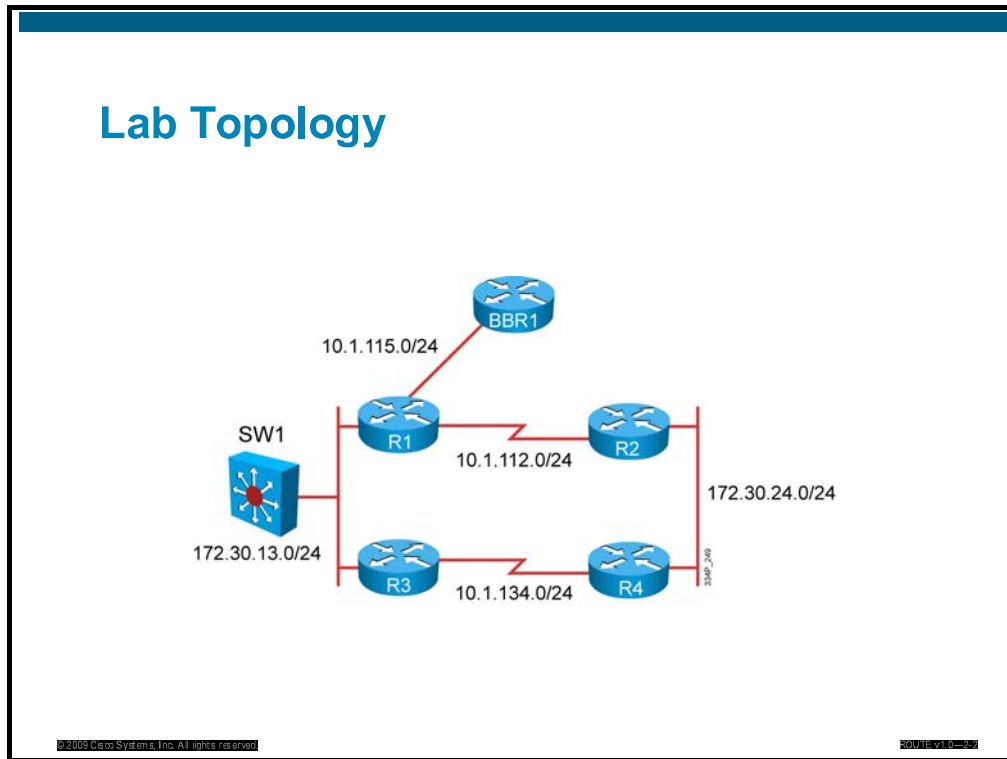 Lab Topology
BBR1
10.1.115.0/24
SW1
R1
R2
10.1.112.0/24
172.30.24.0/24
172.30.13.0/24
R3
R4
10.1.134.0/24
334P_249
© 2009 Cisco Systems, Inc. All rights reserved.
ROUTE v1.0—2-2